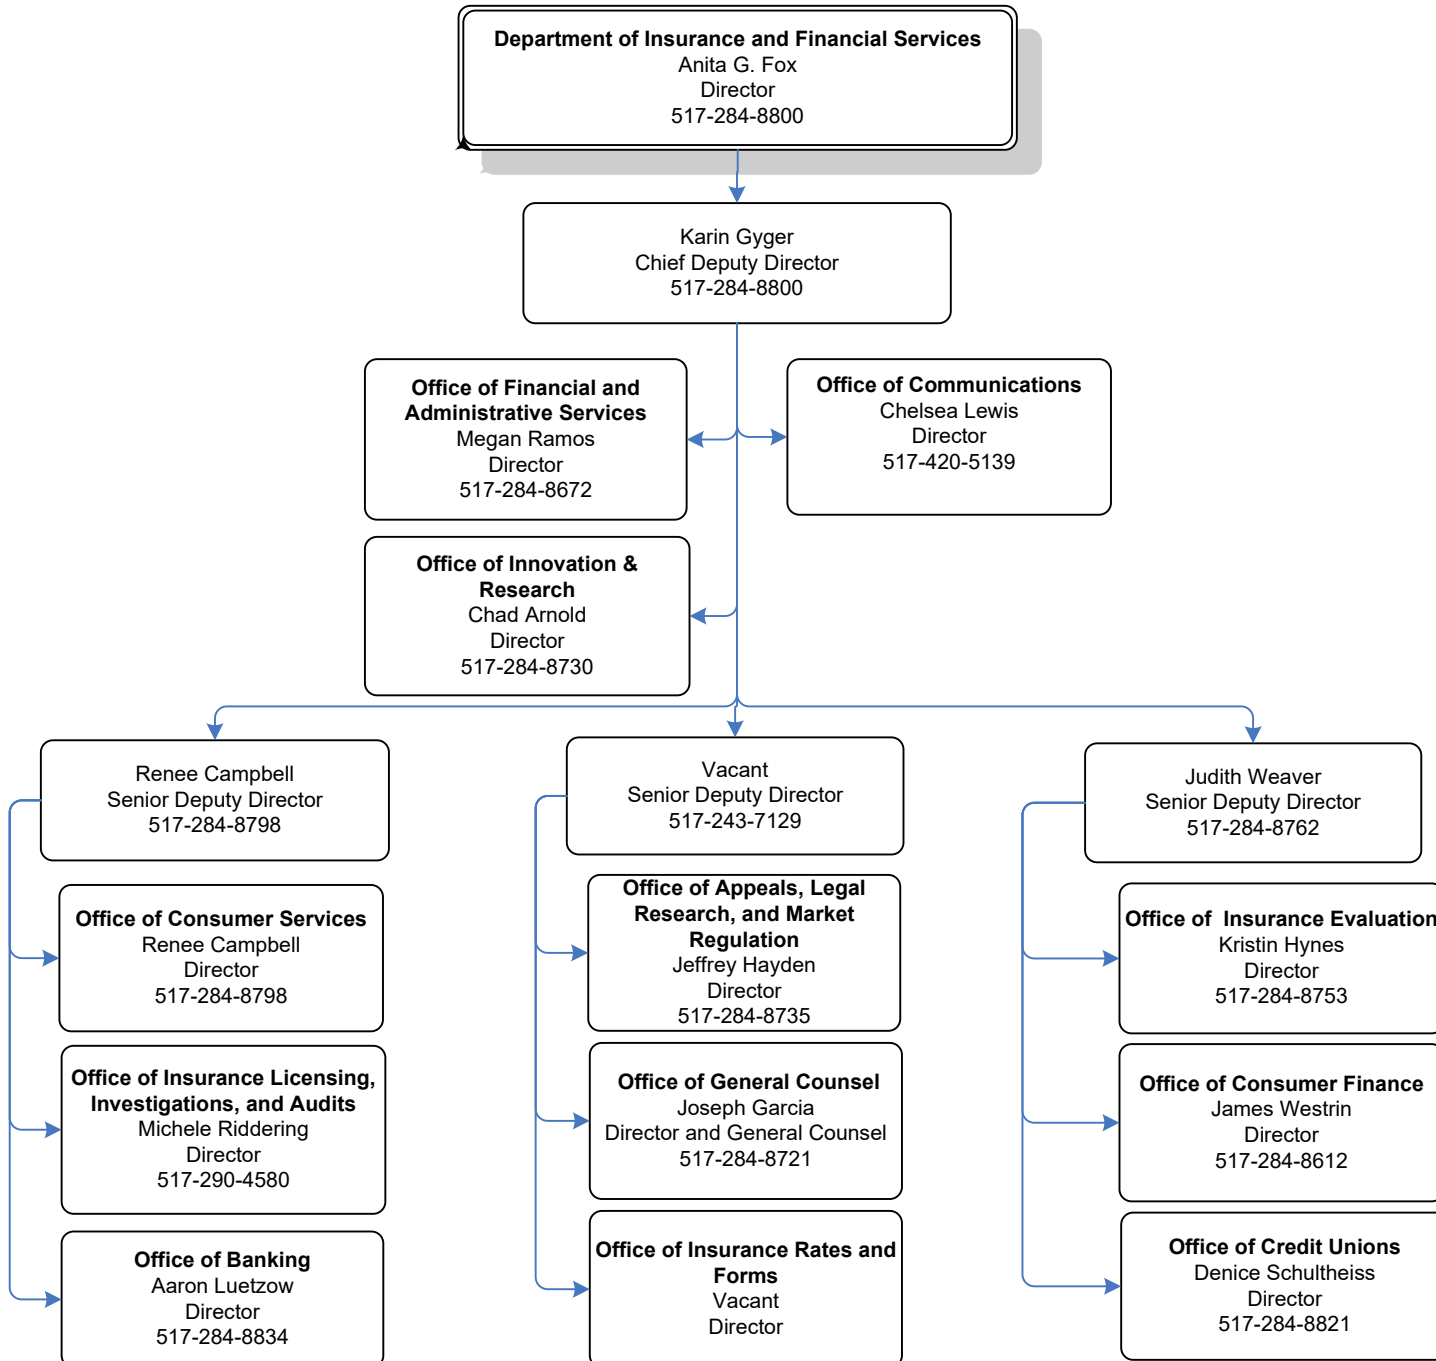 Department of Insurance and Financial Services
Anita G. Fox
Director
517-284-8800
Karin Gyger
Chief Deputy Director
517-284-8800
Office of Financial and
Administrative Services
Megan Ramos
Director
517-284-8672
Office of Communications
Chelsea Lewis
Director
517-420-5139
Office of Innovation &
Research
Chad Arnold
Director
517-284-8730
Renee Campbell
Senior Deputy Director
517-284-8798
Vacant
Senior Deputy Director
517-243-7129
Judith Weaver
Senior Deputy Director
517-284-8762
Office of Consumer Services
Renee Campbell
Director
517-284-8798
Office of Appeals, Legal
Research, and Market
Regulation
Jeffrey Hayden
Director
517-284-8735
Office of  Insurance Evaluation
Kristin Hynes
Director
517-284-8753
Office of Insurance Licensing,
Investigations, and Audits
Michele Riddering
Director
517-290-4580
Office of General Counsel
Joseph Garcia
Director and General Counsel
517-284-8721
Office of Consumer Finance
James Westrin
Director
517-284-8612
Office of Banking
Aaron Luetzow
Director
517-284-8834
Office of Insurance Rates and
Forms
Vacant
Director
Office of Credit Unions
Denice Schultheiss
Director
517-284-8821